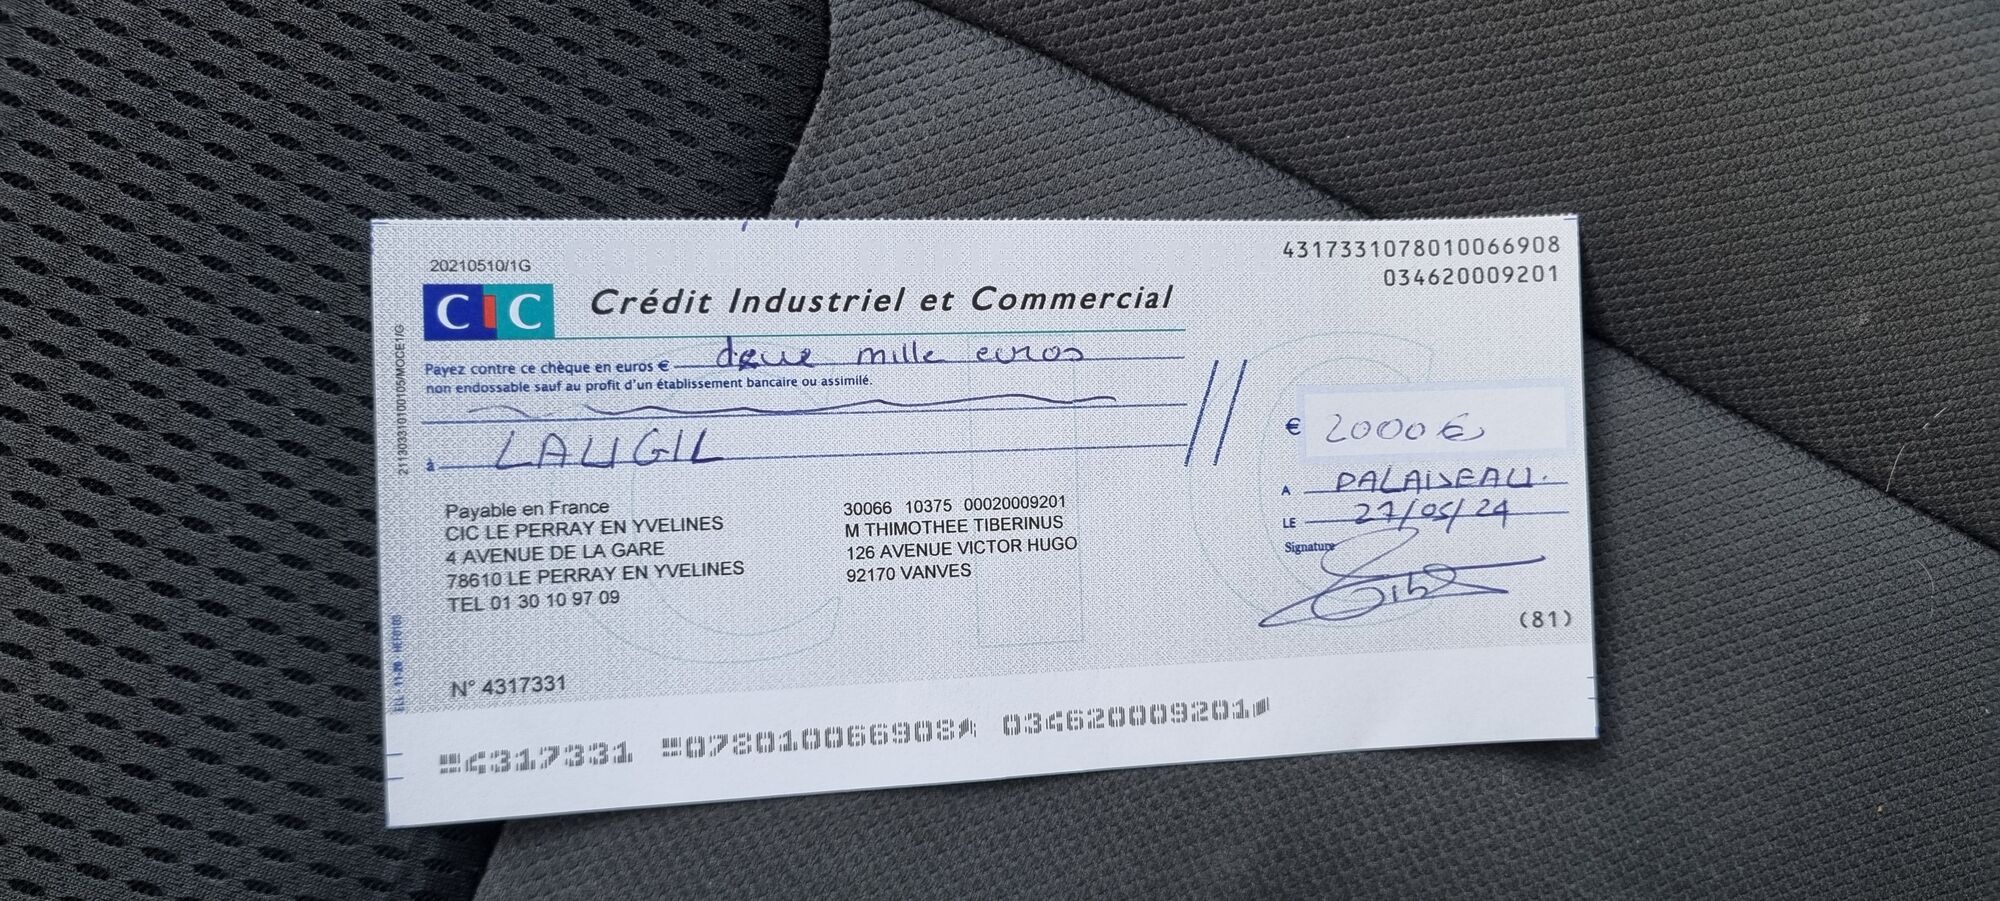 4317331078010066908
034620009201
20210510/1G
CIC Crédit Industriel et Commercial
Payez contre ce chèque en euros € deux mille euros
non endossable sauf au profit d'un établissement bancaire ou assimilé.
€ 2000 €
à LAUGIL
A PALAISEAU.
LE 27/05/24
Signature
Payable en France
CIC LE PERRAY EN YVELINES
4 AVENUE DE LA GARE
78610 LE PERRAY EN YVELINES
TEL 01 30 10 97 09
30066 10375 00020009201
M THIMOTHEE TIBERINUS
126 AVENUE VICTOR HUGO
92170 VANVES
(81)
N° 4317331
4317331 078010066908 034620009201